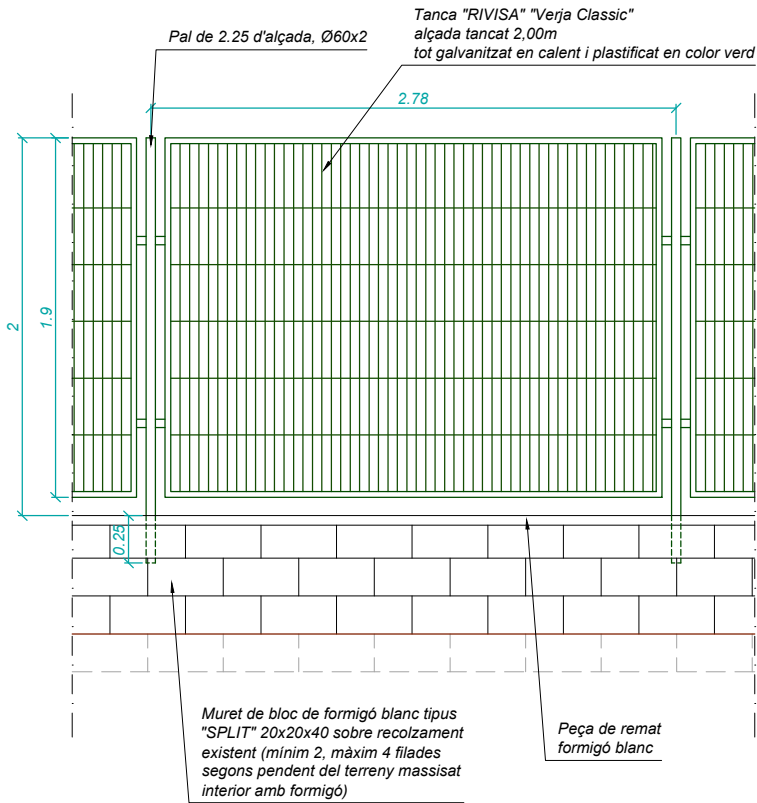 Tanca "RIVISA" "Verja Classic"
alçada tancat 2,00m
tot galvanitzat en calent i plastificat en color verd
Pal de 2.25 d'alçada, Ø60x2
2.78
2
1.9
0.25
Muret de bloc de formigó blanc tipus
"SPLIT" 20x20x40 sobre recolzament
existent (mínim 2, màxim 4 filades
segons pendent del terreny massisat
interior amb formigó)
Peça de remat
formigó blanc